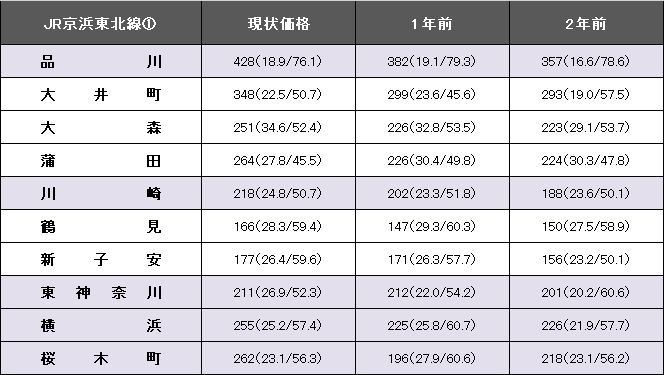 JR京浜東北線① 現状価格 1年前 2年前
品川 428(18.9/76.1) 382(19.1/79.3) 357(16.6/78.6)
大井町 348(22.5/50.7) 299(23.6/45.6) 293(19.0/57.5)
大森 251(34.6/52.4) 226(32.8/53.5) 223(29.1/53.7)
蒲田 264(27.8/45.5) 226(30.4/49.8) 224(30.3/47.8)
川崎 218(24.8/50.7) 202(23.3/51.8) 188(23.6/50.1)
鶴見 166(28.3/59.4) 147(29.3/60.3) 150(27.5/58.9)
新子安 177(26.4/59.6) 171(26.3/57.7) 156(23.2/50.1)
東神奈川 211(26.9/52.3) 212(22.0/54.2) 201(20.2/60.6)
横浜 255(25.2/57.4) 225(25.8/60.7) 226(21.9/57.7)
桜木町 262(23.1/56.3) 196(27.9/60.6) 218(23.1/56.2)